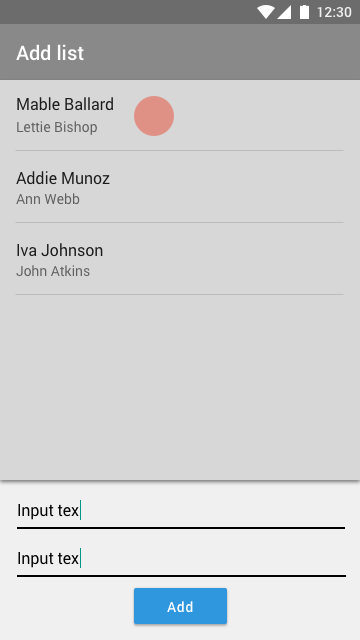 12:30
Add list
Mable Ballard
Lettie Bishop
Addie Munoz
Ann Webb
Iva Johnson
John Atkins
Input tex
Input tex
Add